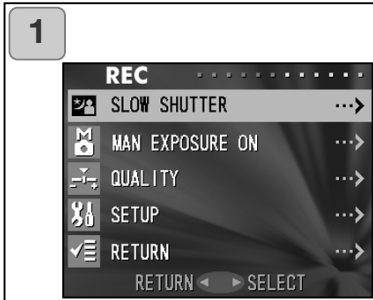 1
REC
SLOW SHUTTER
MAN EXPOSURE ON
QUALITY
SETUP
RETURN
RETURN SELECT